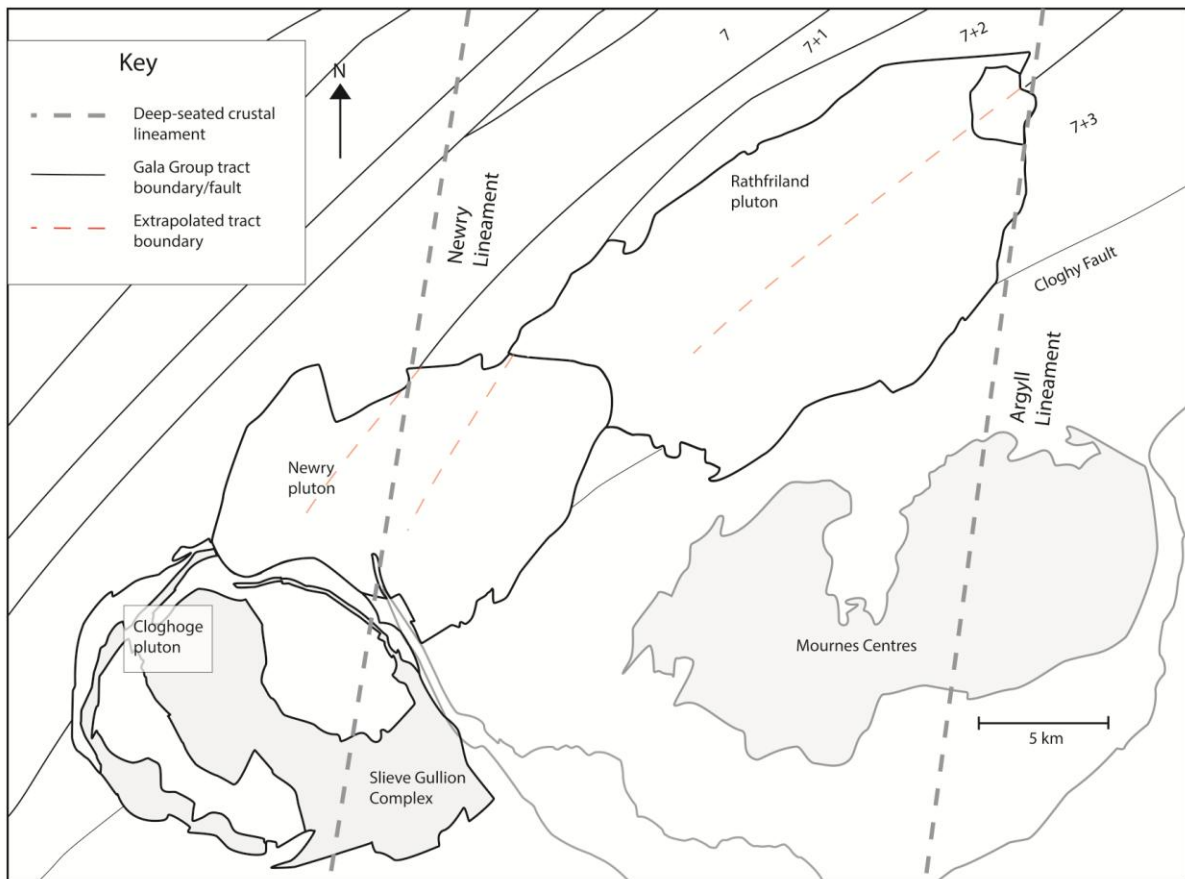 Key
Deep-seated crustal
lineament
Gala Group tract
boundary/fault
Extrapolated tract
boundary
N
7
7+1
7+2
7+3
Newry
Lineament
Rathfriland
pluton
Cloghy Fault
Argyll
Lineament
Newry
pluton
Cloghoge
pluton
Mournes Centres
5 km
Slieve Gullion
Complex